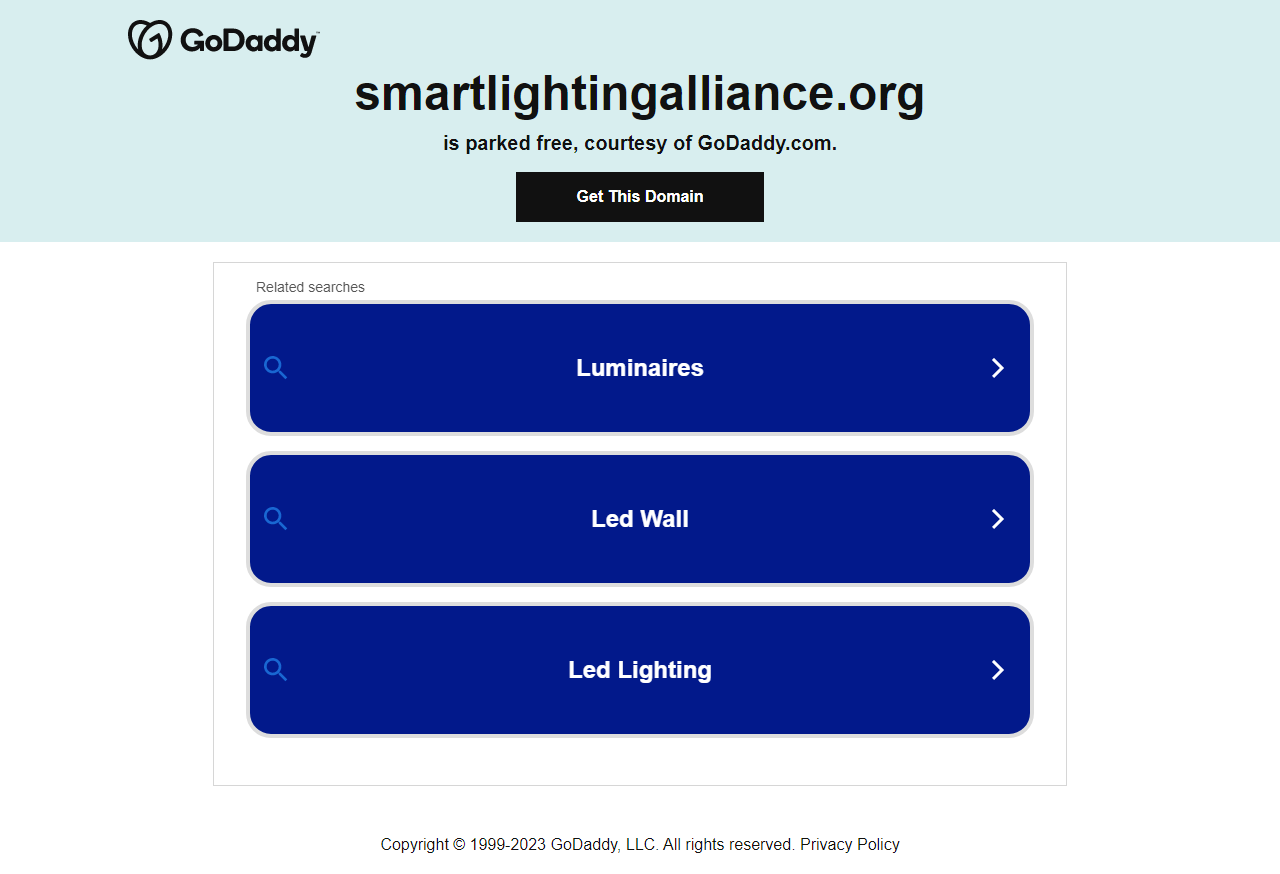 GoDaddy™
smartlightingalliance.org
is parked free, courtesy of GoDaddy.com.
Get This Domain
Related searches
Luminaires
Led Wall
Led Lighting
Copyright © 1999-2023 GoDaddy, LLC. All rights reserved. Privacy Policy